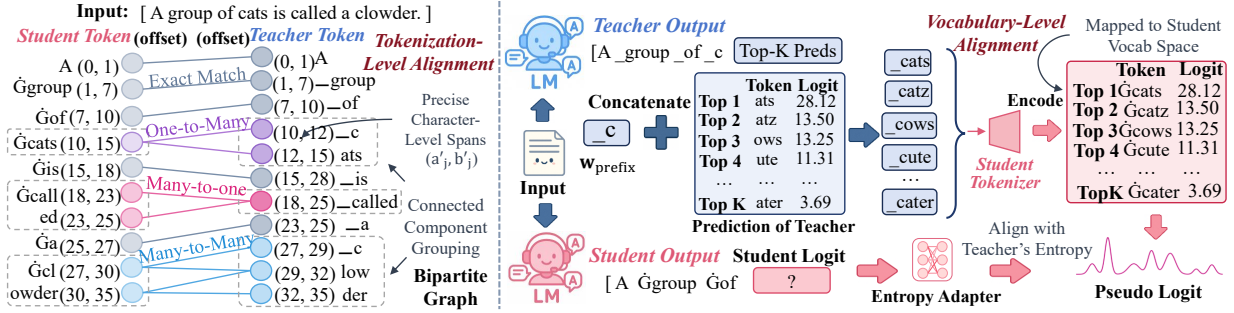 Input: [ A group of cats is called a clowder. ]
Student Token (offset) (offset) Teacher Token
Tokenization-
Level Alignment
A (0, 1) (0, 1) A
Ġgroup (1, 7) Exact Match (1, 7) _group
Ġof (7, 10) (7, 10) _of
Ġcats (10, 15) One-to-Many (10, 12) _c
(12, 15) ats
Ġis (15, 18) (15, 28) _is
Ġcall (18, 23) Many-to-one (18, 25) _called
ed (23, 25)
(23, 25) _a
Ġa (25, 27) Many-to-Many (27, 29) _c
Ġcl (27, 30) (29, 32) low
owder (30, 35) (32, 35) der
Precise
Character-
Level Spans
(a'j, b'j)
Connected
Component
Grouping
Bipartite
Graph
Teacher Output
[A _group _of _c Top-K Preds
LM
Input
Concatenate
_c
wprefix
Token Logit
Top 1 ats 28.12
Top 2 atz 13.50
Top 3 ows 13.25
Top 4 ute 11.31
... ... ...
Top K ater 3.69
Prediction of Teacher
_cats
_catz
_cows
_cute
...
_cater
Vocabulary-Level
Alignment
Encode
Student
Tokenizer
Mapped to Student
Vocab Space
Token Logit
Top 1 Ġcats 28.12
Top 2 Ġcatz 13.50
Top 3 Ġcows 13.25
Top 4 Ġcute 11.31
... ... ...
TopK Ġcater 3.69
Student Output Student Logit
LM
[ A Ġgroup Ġof ?
Entropy Adapter
Align with
Teacher's Entropy
Pseudo Logit